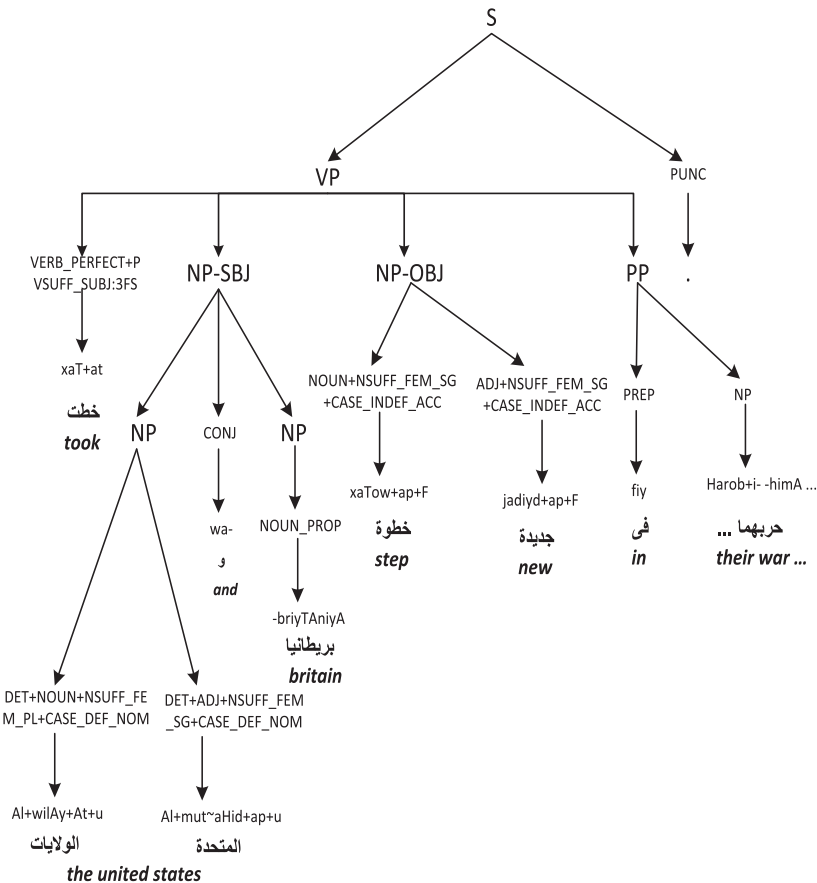 S
VP
PUNC
VERB_PERFECT+P
VSUFF_SUBJ:3FS
NP-SBJ
NP-OBJ
PP
.
xaT+at
خطت
took
NP
CONJ
NP
NOUN+NSUFF_FEM_SG
+CASE_INDEF_ACC
ADJ+NSUFF_FEM_SG
+CASE_INDEF_ACC
PREP
NP
wa-
و
and
NOUN_PROP
xaTow+ap+F
خطوة
step
jadiyd+ap+F
جديدة
new
fiy
فى
in
Harob+i- -himA ...
حربهما ...
their war ...
-briyTAniyA
بريطانيا
britain
DET+NOUN+NSUFF_FE
M_PL+CASE_DEF_NOM
DET+ADJ+NSUFF_FEM
_SG+CASE_DEF_NOM
Al+wilAy+At+u
الولايات
Al+mut~aHid+ap+u
المتحدة
the united states